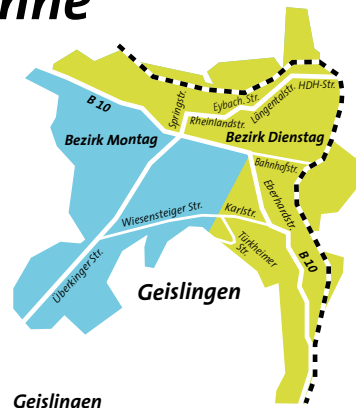 B 10
Springstr.
Eybach. Str.
Längentalstr.
HDH-Str.
Rheinlandstr.
Bezirk Montag
Bezirk Dienstag
Bahnhofstr.
Eberhardstr.
Wiesensteiger Str.
Karlstr.
Türkheimer
Str.
B 10
Überkinger Str.
Geislingen
Geislingen